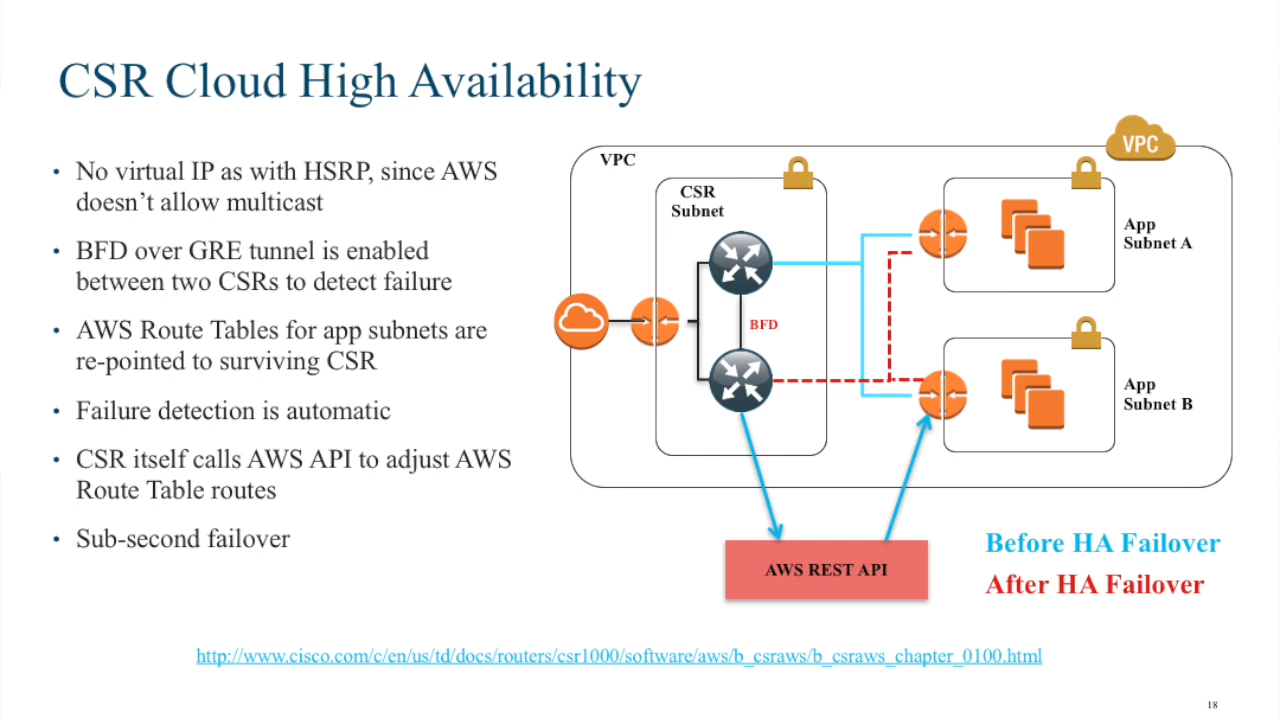 CSR Cloud High Availability
• No virtual IP as with HSRP, since AWS
doesn’t allow multicast
• BFD over GRE tunnel is enabled
between two CSRs to detect failure
• AWS Route Tables for app subnets are
re-pointed to surviving CSR
• Failure detection is automatic
• CSR itself calls AWS API to adjust AWS
Route Table routes
• Sub-second failover
VPC
VPC
CSR
Subnet
BFD
App
Subnet A
App
Subnet B
AWS REST API
Before HA Failover
After HA Failover
http://www.cisco.com/c/en/us/td/docs/routers/csr1000/software/aws/b_csraws/b_csraws_chapter_0100.html
18